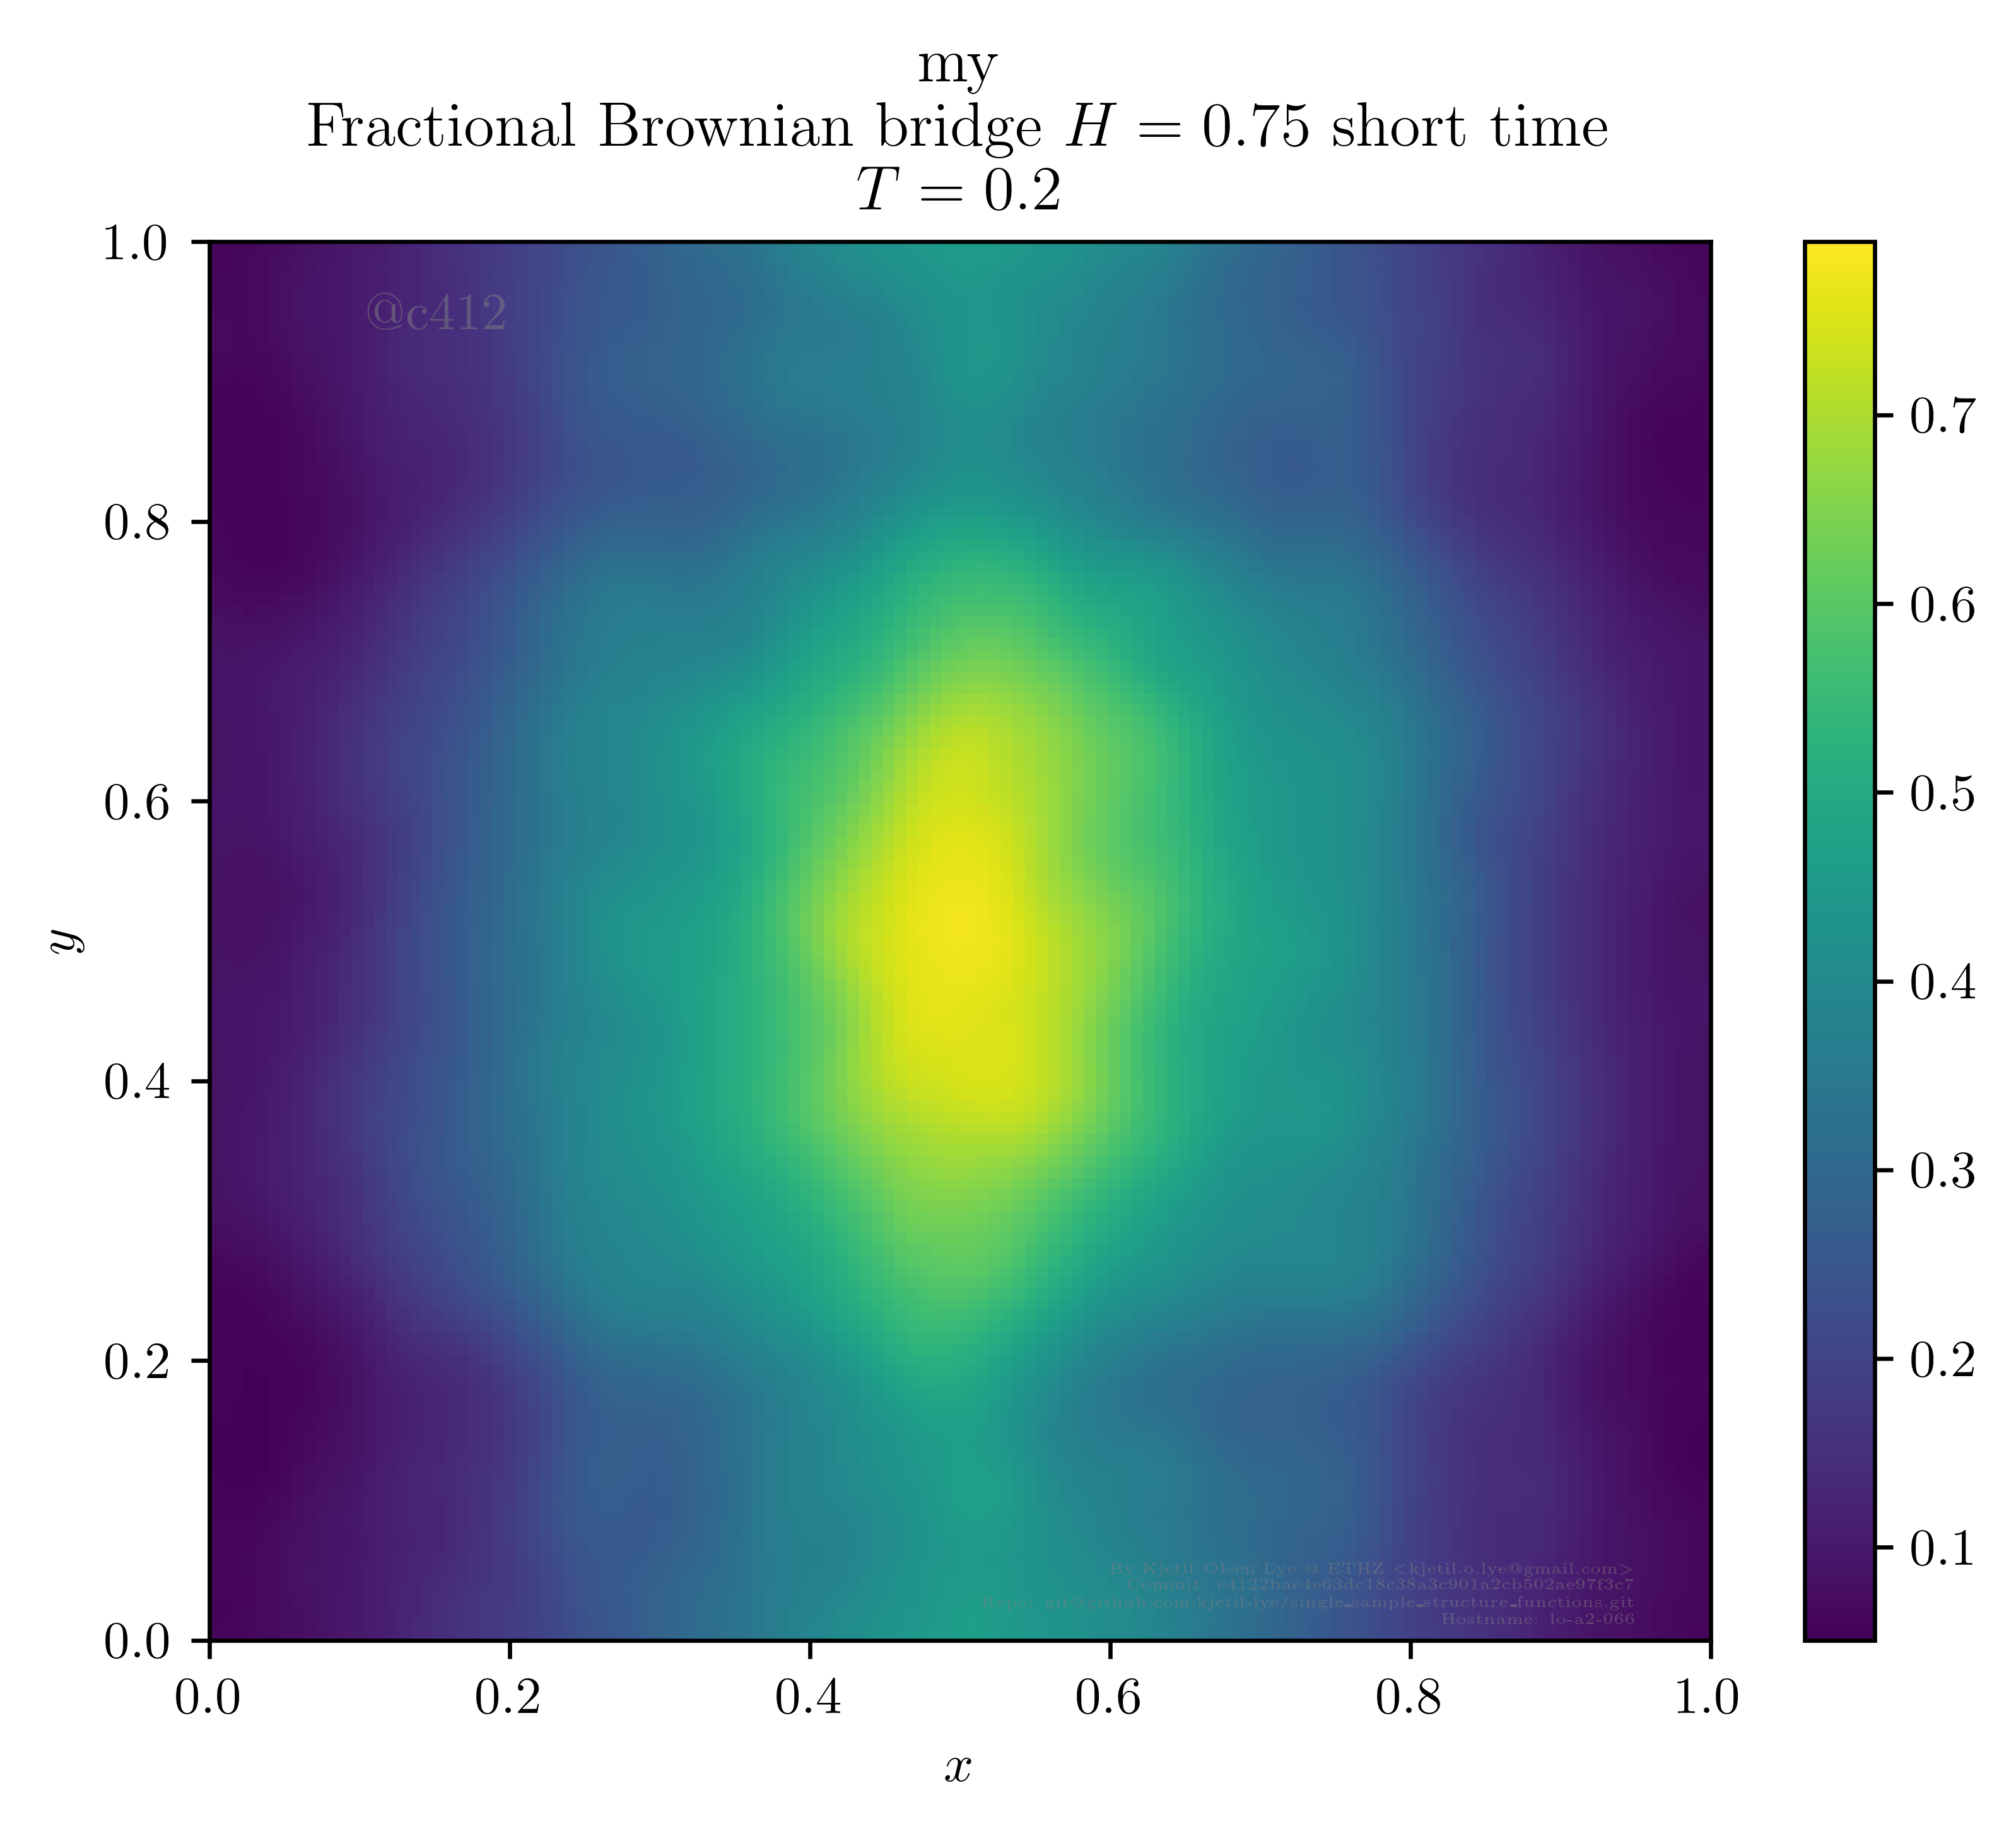 my
Fractional Brownian bridge H = 0.75 short time
T = 0.2
1.0
0.8
0.6
0.4
0.2
0.0
y
@c412
0.7
0.6
0.5
0.4
0.3
0.2
0.1
By Kjetil Olsen Lye @ ETHZ <kjetil.o.lye@gmail.com>
Commit: c4122bae4e63dc18c38a3c901a2cb502ae97f3c7
Repo: git@github.com:kjetil-lye/single_sample_structure_functions.git
Hostname: lo-a2-066
0.0 0.2 0.4 0.6 0.8 1.0
x